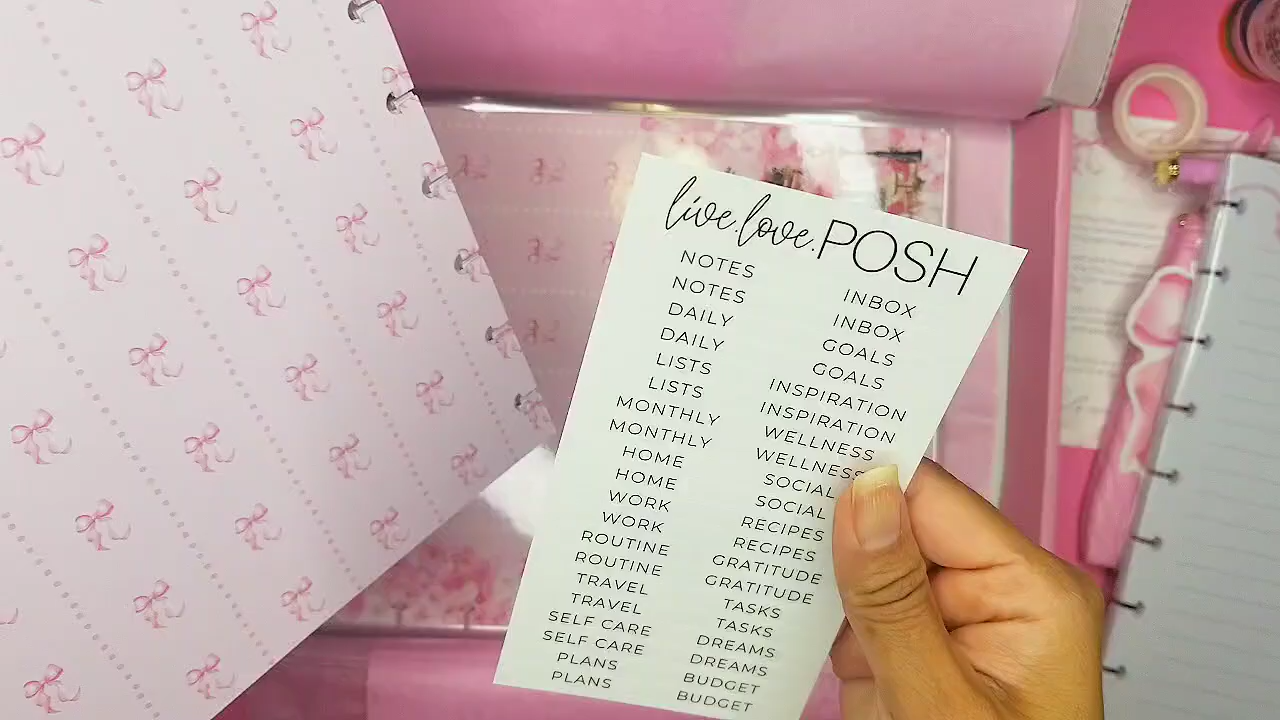 live.love.POSH
NOTES
NOTES
DAILY
DAILY
LISTS
LISTS
MONTHLY
MONTHLY
HOME
HOME
WORK
WORK
ROUTINE
ROUTINE
TRAVEL
TRAVEL
SELF CARE
SELF CARE
PLANS
PLANS
INBOX
INBOX
GOALS
GOALS
INSPIRATION
INSPIRATION
WELLNESS
WELLNESS
SOCIAL
SOCIAL
RECIPES
RECIPES
GRATITUDE
GRATITUDE
TASKS
TASKS
DREAMS
DREAMS
BUDGET
BUDGET